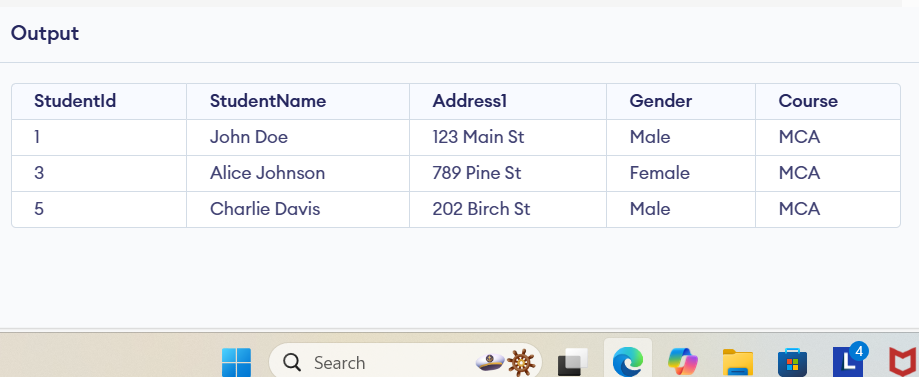 Output
StudentId StudentName Address1 Gender Course
1 John Doe 123 Main St Male MCA
3 Alice Johnson 789 Pine St Female MCA
5 Charlie Davis 202 Birch St Male MCA
Search
L 4